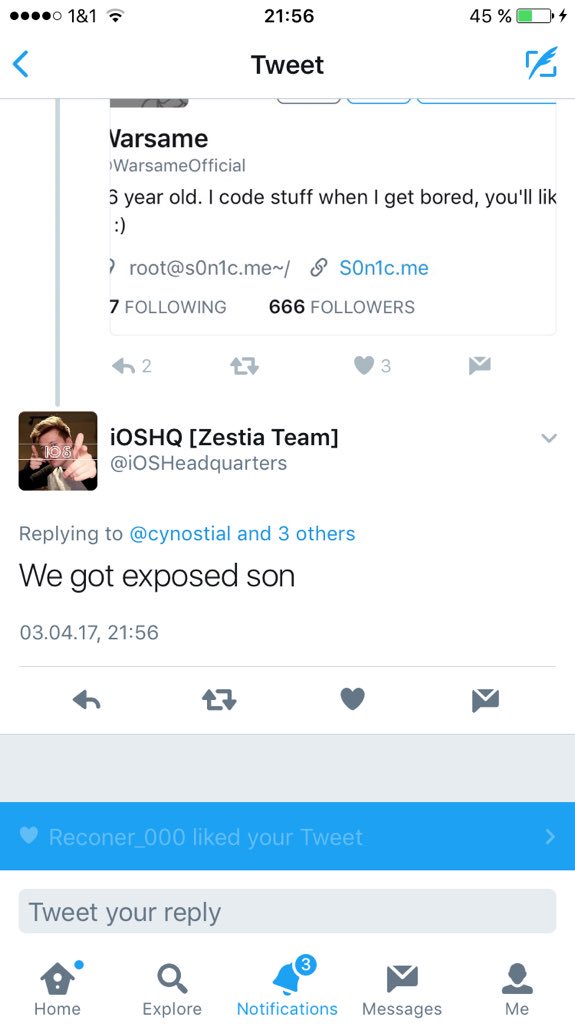 1&1 21:56 45 %
Tweet
Warsame
@WarsameOfficial
6 year old. I code stuff when I get bored, you'll lik
:)
root@s0n1c.me~/ S0n1c.me
7 FOLLOWING 666 FOLLOWERS
2 3
iOSHQ [Zestia Team]
@iOSHeadquarters
iOS
Replying to @cynostial and 3 others
We got exposed son
03.04.17, 21:56
Reconer_000 liked your Tweet
Tweet your reply
3
Home Explore Notifications Messages Me